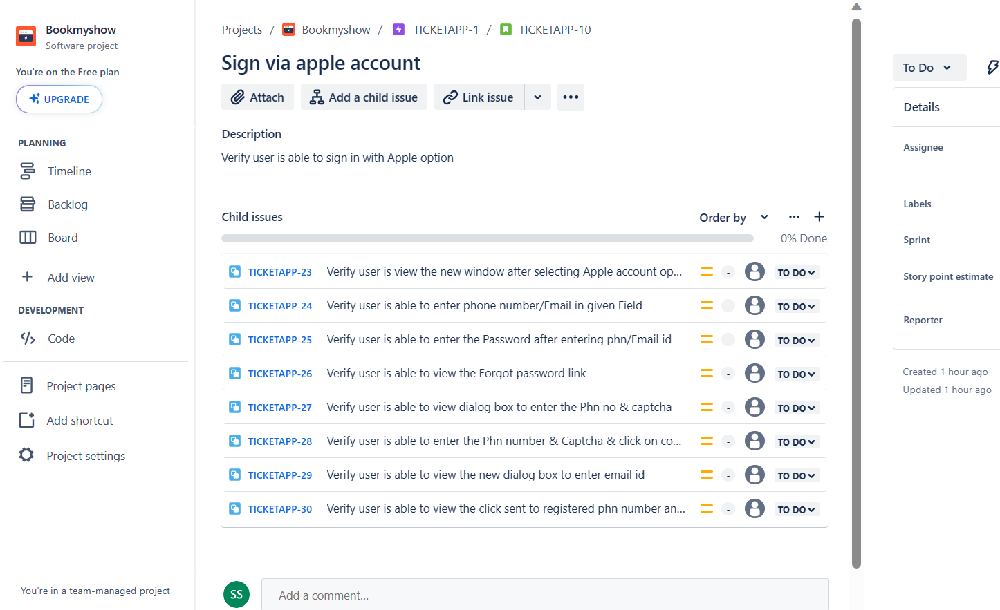 Bookmyshow
Software project
You're on the Free plan
UPGRADE
PLANNING
Timeline
Backlog
Board
Add view
DEVELOPMENT
Code
Project pages
Add shortcut
Project settings
You're in a team-managed project
Projects / Bookmyshow / TICKETAPP-1 / TICKETAPP-10
Sign via apple account
Attach Add a child issue Link issue
Description
Verify user is able to sign in with Apple option
Child issues Order by
0% Done
TICKETAPP-23 Verify user is view the new window after selecting Apple account op... - TO DO
TICKETAPP-24 Verify user is able to enter phone number/Email in given Field - TO DO
TICKETAPP-25 Verify user is able to enter the Password after entering phn/Email id - TO DO
TICKETAPP-26 Verify user is able to view the Forgot password link - TO DO
TICKETAPP-27 Verify user is able to view dialog box to enter the Phn no & captcha - TO DO
TICKETAPP-28 Verify user is able to enter the Phn number & Captcha & click on co... - TO DO
TICKETAPP-29 Verify user is able to view the new dialog box to enter email id - TO DO
TICKETAPP-30 Verify user is able to view the click sent to registered phn number an... - TO DO
SS Add a comment...
To Do
Details
Assignee
Labels
Sprint
Story point estimate
Reporter
Created 1 hour ago
Updated 1 hour ago